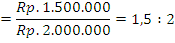 = Rp. 1.500.000 / Rp. 2.000.000 = 1,5 : 2